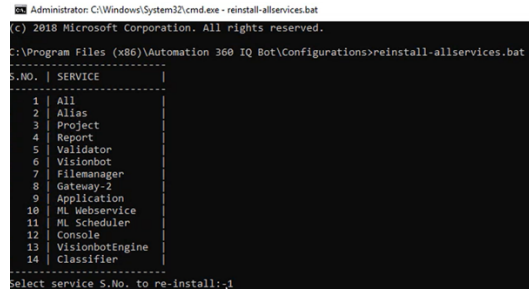 Administrator: C:\Windows\System32\cmd.exe - reinstall-allservices.bat
(c) 2018 Microsoft Corporation. All rights reserved.
C:\Program Files (x86)\Automation 360 IQ Bot\Configurations>reinstall-allservices.bat
------------------------
S.NO. | SERVICE |
------------------------
1 | All |
2 | Alias |
3 | Project |
4 | Report |
5 | Validator |
6 | Visionbot |
7 | Filemanager |
8 | Gateway-2 |
9 | Application |
10 | ML Webservice |
11 | ML Scheduler |
12 | Console |
13 | VisionbotEngine |
14 | Classifier |
------------------------
Select service S.No. to re-install:-1